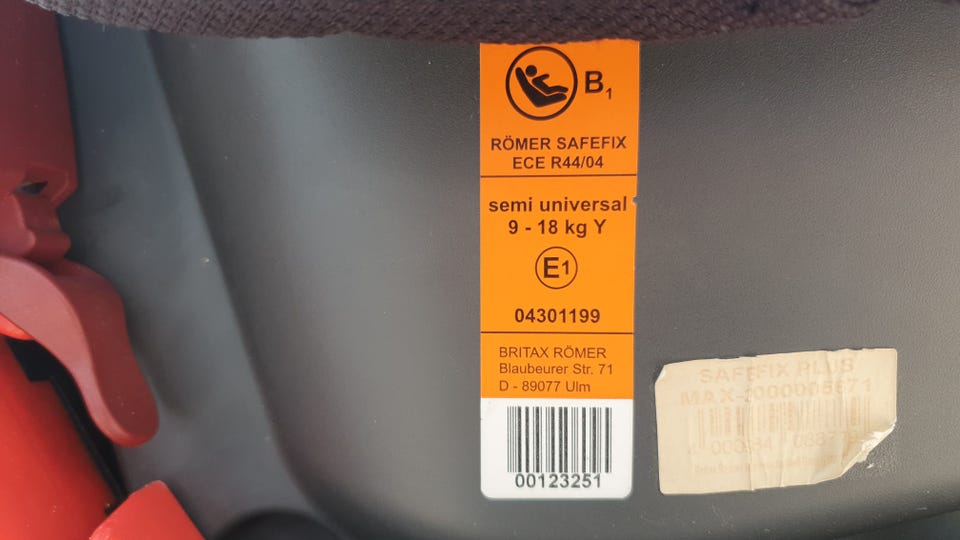 B1
RÖMER SAFEFIX
ECE R44/04
semi universal
9 - 18 kg Y
E1
04301199
BRITAX RÖMER
Blaubeurer Str. 71
D - 89077 Ulm
00123251
SAFEFIX PLUS